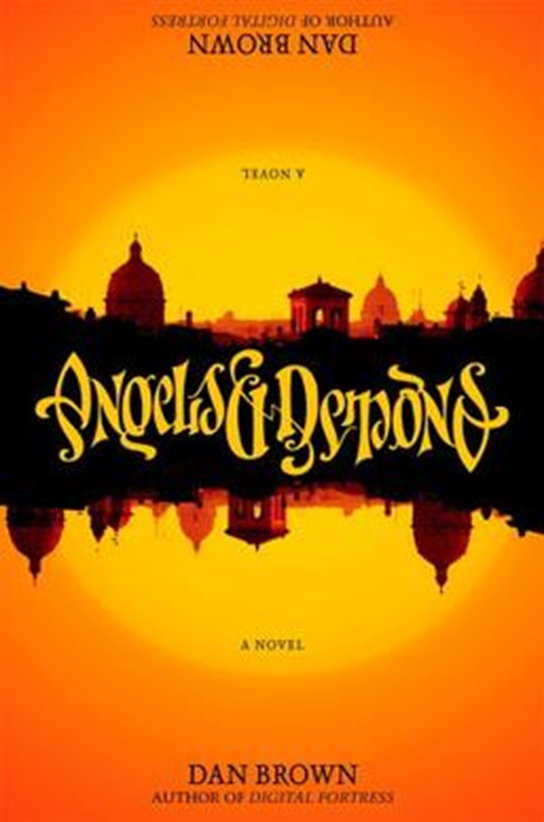 AUTHOR OF DIGITAL FORTRESS
DAN BROWN
A NOVEL
Angels & Demons
A NOVEL
DAN BROWN
AUTHOR OF DIGITAL FORTRESS